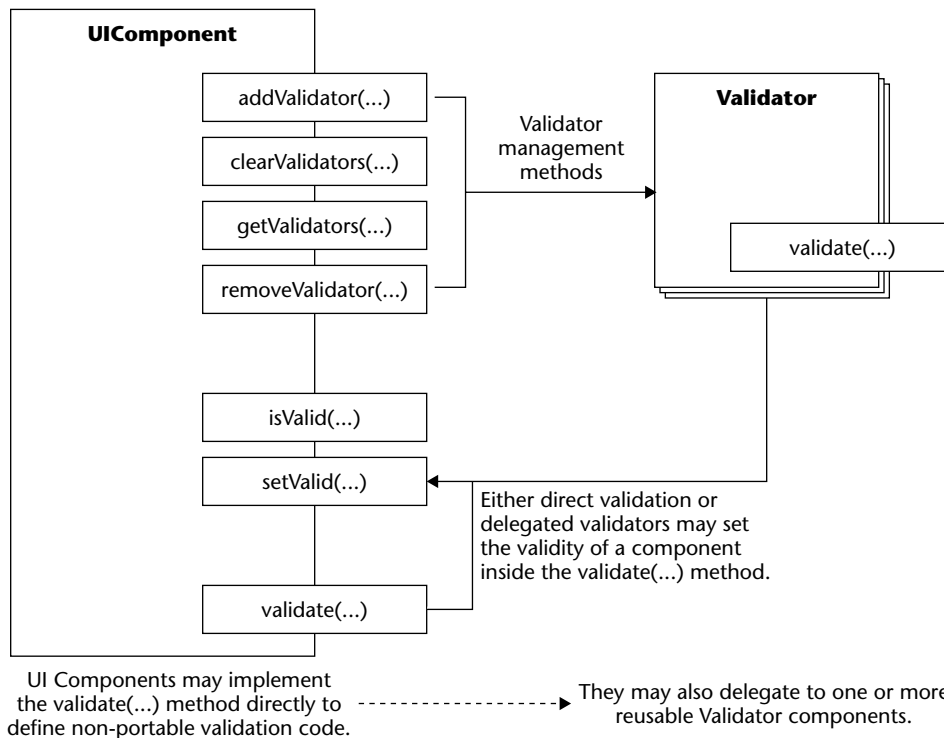 UIComponent
addValidator(...)
clearValidators(...)
getValidators(...)
removeValidator(...)
Validator
management
methods
Validator
validate(...)
isValid(...)
setValid(...)
Either direct validation or
delegated validators may set
the validity of a component
inside the validate(...) method.
validate(...)
UI Components may implement
the validate(...) method directly to
define non-portable validation code.
They may also delegate to one or more
reusable Validator components.